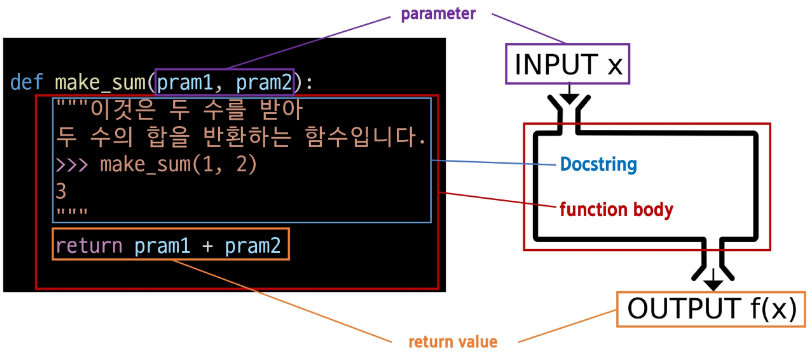 parameter
def make_sum(pram1, pram2):
"""이것은 두 수를 받아
두 수의 합을 반환하는 함수입니다.
>>> make_sum(1, 2)
3
"""
return pram1 + pram2
INPUT x
Docstring
function body
OUTPUT f(x)
return value